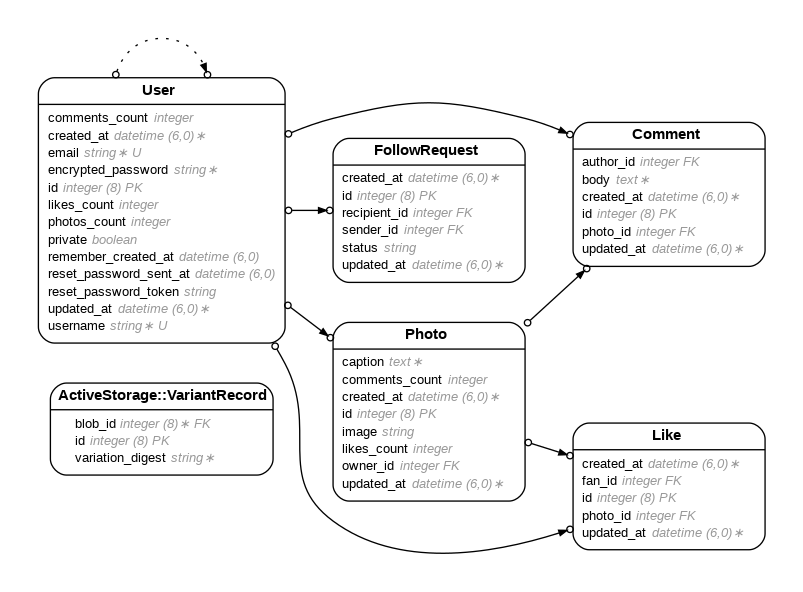 User
comments_count integer
created_at datetime (6,0)∗
email string∗ U
encrypted_password string∗
id integer (8) PK
likes_count integer
photos_count integer
private boolean
remember_created_at datetime (6,0)
reset_password_sent_at datetime (6,0)
reset_password_token string
updated_at datetime (6,0)∗
username string∗ U
FollowRequest
created_at datetime (6,0)∗
id integer (8) PK
recipient_id integer FK
sender_id integer FK
status string
updated_at datetime (6,0)∗
Comment
author_id integer FK
body text∗
created_at datetime (6,0)∗
id integer (8) PK
photo_id integer FK
updated_at datetime (6,0)∗
Photo
caption text∗
comments_count integer
created_at datetime (6,0)∗
id integer (8) PK
image string
likes_count integer
owner_id integer FK
updated_at datetime (6,0)∗
ActiveStorage::VariantRecord
blob_id integer (8)∗ FK
id integer (8) PK
variation_digest string∗
Like
created_at datetime (6,0)∗
fan_id integer FK
id integer (8) PK
photo_id integer FK
updated_at datetime (6,0)∗